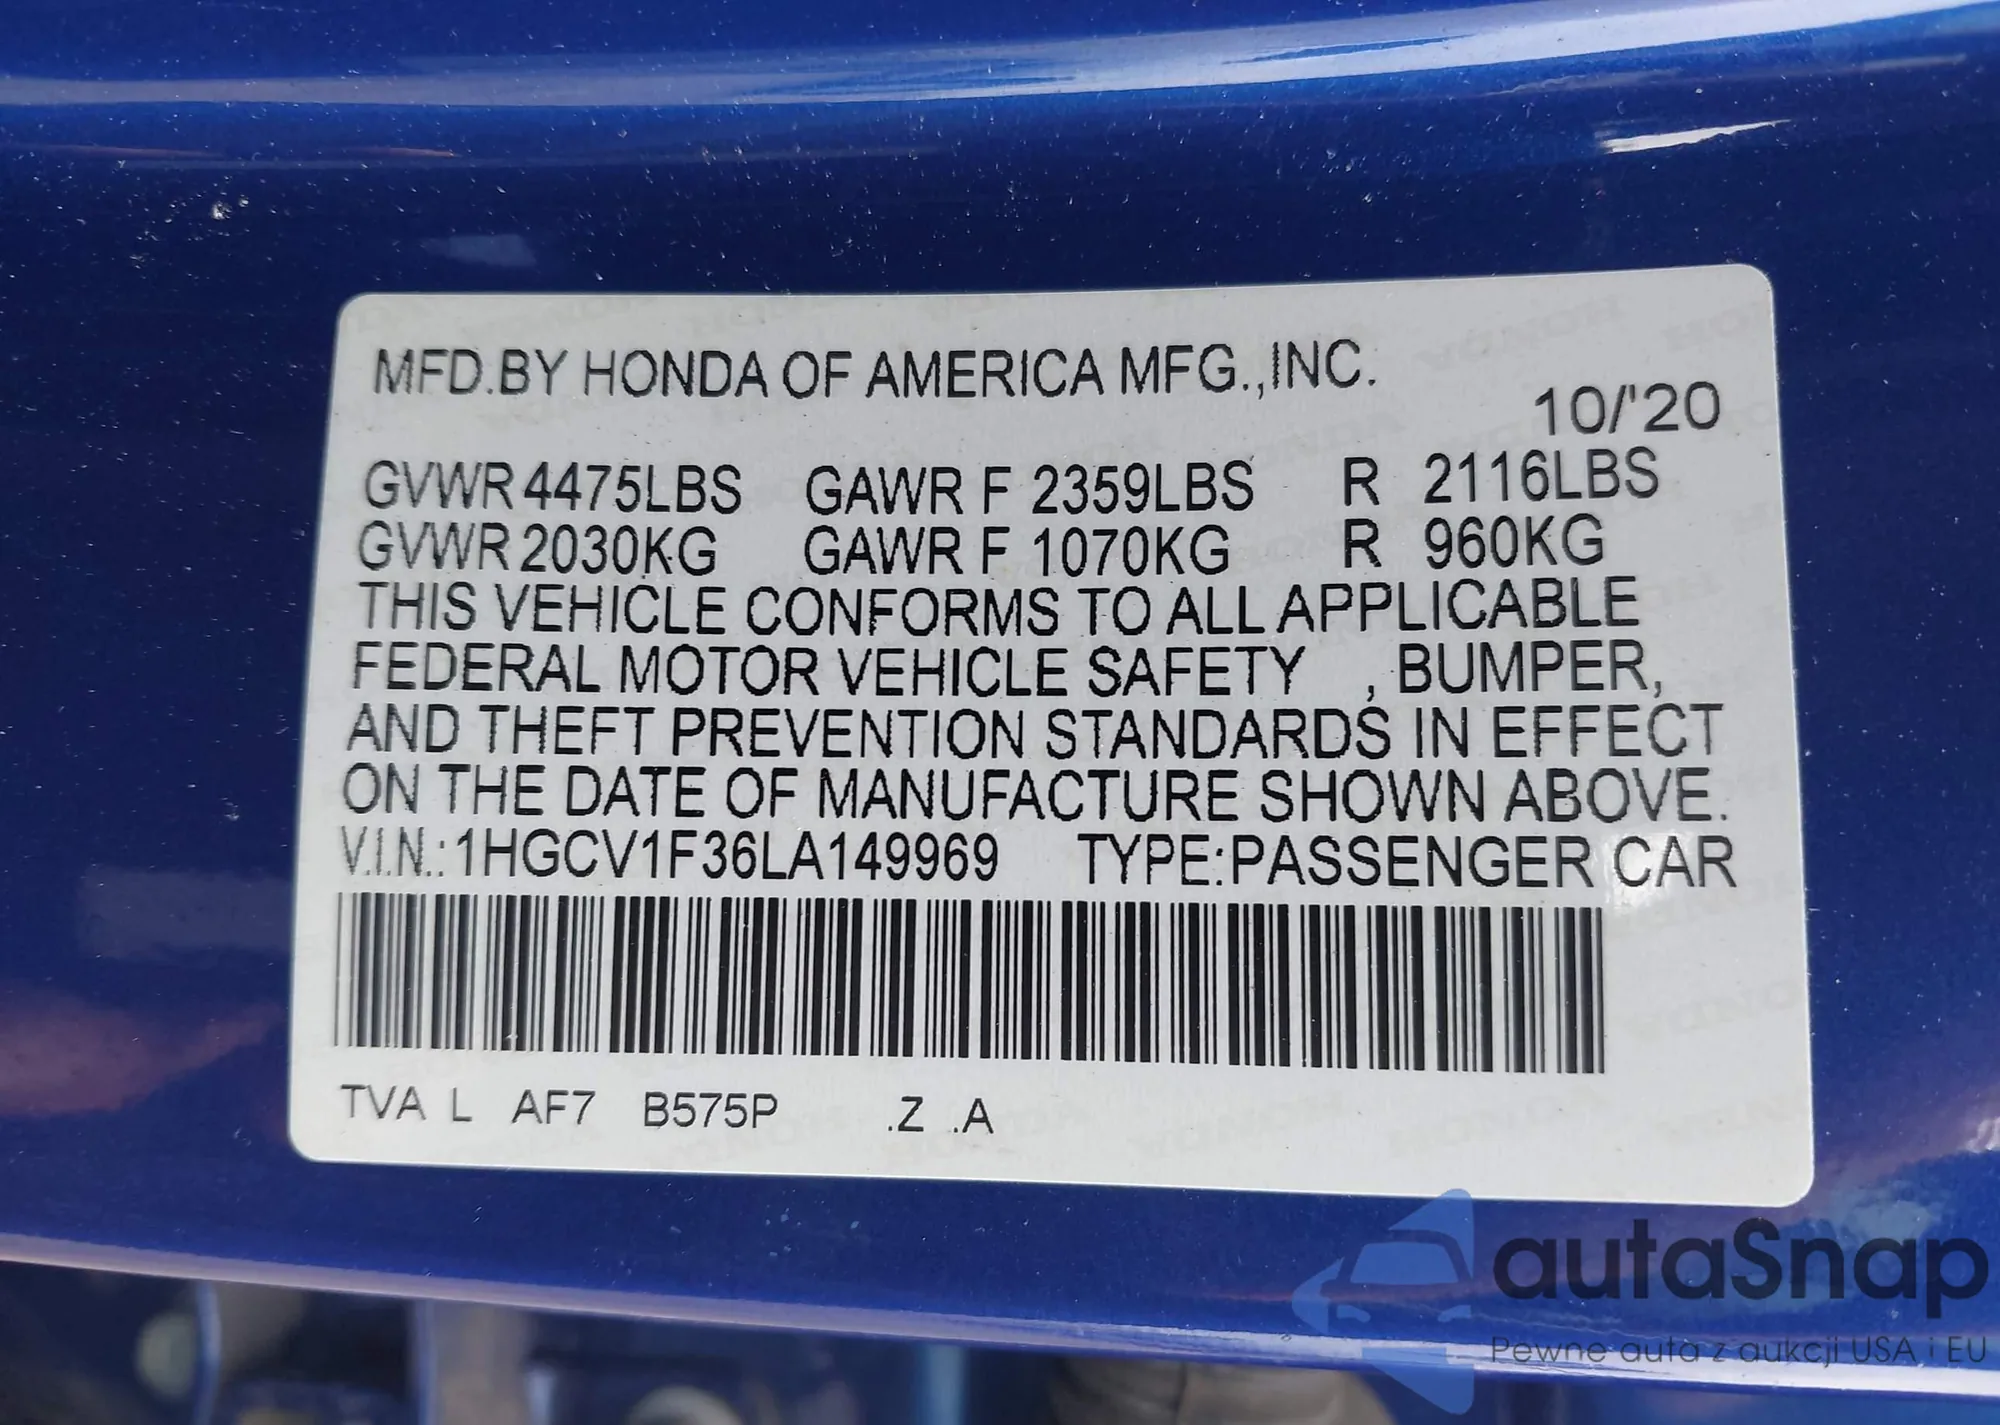 MFD.BY HONDA OF AMERICA MFG.,INC.
10/'20
GVWR 4475LBS GAWR F 2359LBS R 2116LBS
GVWR 2030KG GAWR F 1070KG R 960KG
THIS VEHICLE CONFORMS TO ALL APPLICABLE
FEDERAL MOTOR VEHICLE SAFETY , BUMPER,
AND THEFT PREVENTION STANDARDS IN EFFECT
ON THE DATE OF MANUFACTURE SHOWN ABOVE.
V.I.N.: 1HGCV1F36LA149969 TYPE:PASSENGER CAR
TVA L AF7 B575P .Z .A
autaSnap
Pewne auta z aukcji USA i EU